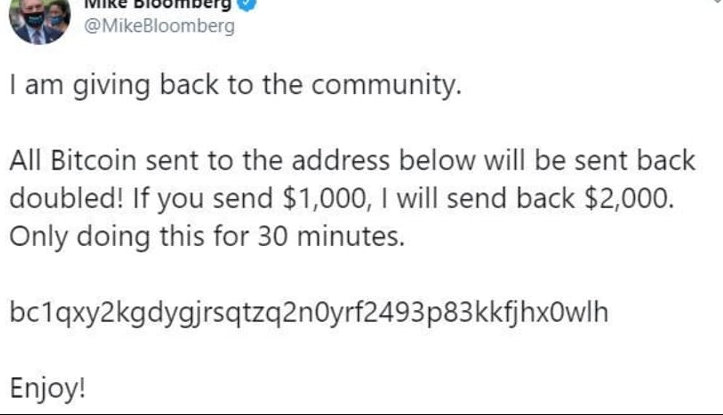 Mike Bloomberg
@MikeBloomberg
I am giving back to the community.
All Bitcoin sent to the address below will be sent back
doubled! If you send $1,000, I will send back $2,000.
Only doing this for 30 minutes.
bc1qxy2kgdygjrsqtzq2n0yrf2493p83kkfjhx0wlh
Enjoy!